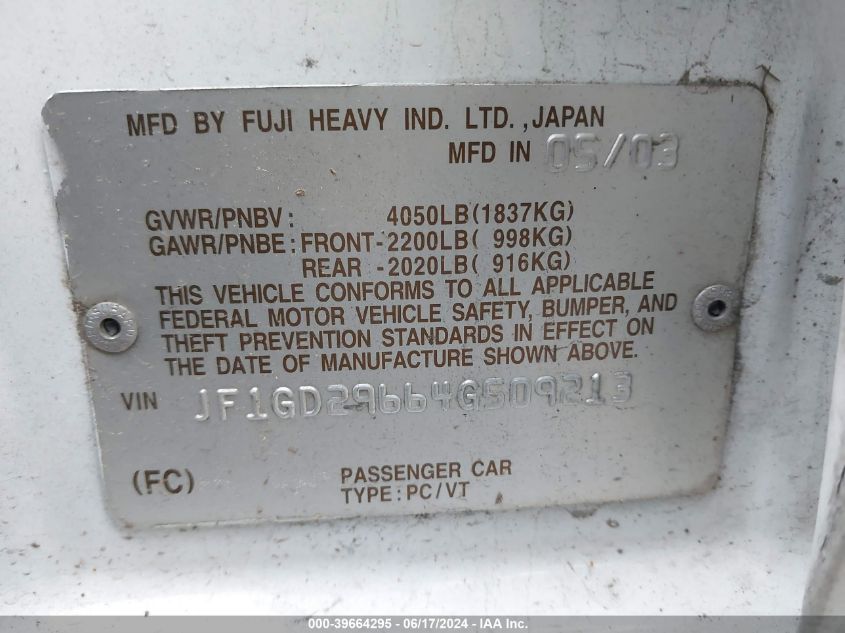 MFD BY FUJI HEAVY IND. LTD., JAPAN
MFD IN 05/03
GVWR/PNBV: 4050LB(1837KG)
GAWR/PNBE: FRONT-2200LB( 998KG)
REAR -2020LB( 916KG)
THIS VEHICLE CONFORMS TO ALL APPLICABLE
FEDERAL MOTOR VEHICLE SAFETY, BUMPER, AND
THEFT PREVENTION STANDARDS IN EFFECT ON
THE DATE OF MANUFACTURE SHOWN ABOVE.
VIN JF1GD29664G509213
(FC) PASSENGER CAR
TYPE: PC/VT
000-39664295 - 06/17/2024 - IAA Inc.